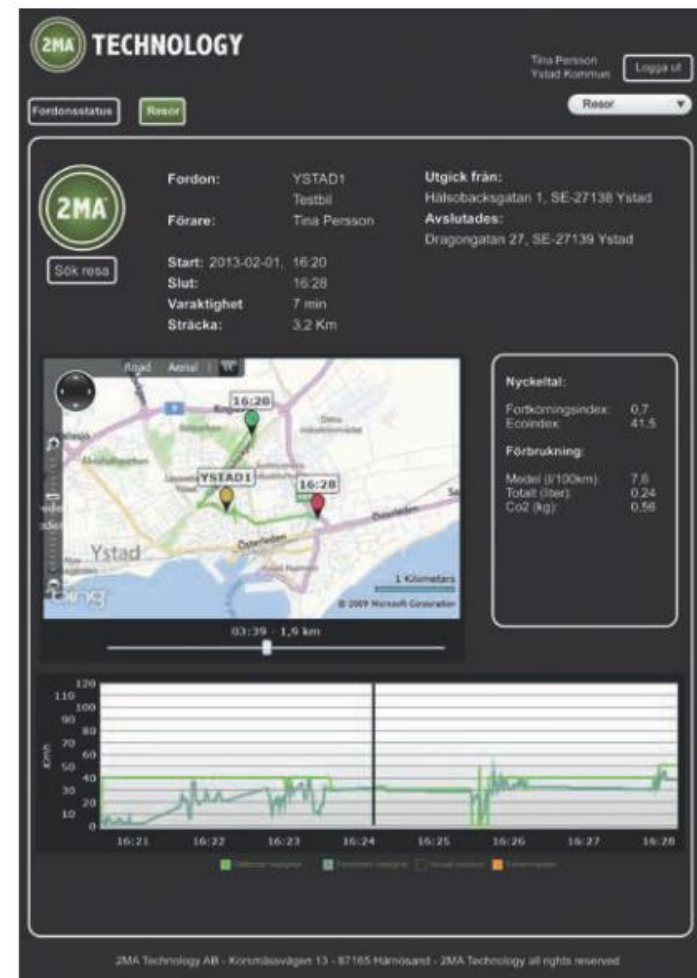 2MA TECHNOLOGY
Tina Persson
Ystad Kommun
Logga ut
Fordonsstatus
Resor
Resor
2MA
Sök resa
Fordon: YSTAD1
Testbil
Förare: Tina Persson
Start: 2013-02-01, 16:20
Slut: 16:28
Varaktighet 7 min
Sträcka: 3,2 Km
Utgick från:
Hälsobacksgatan 1, SE-27138 Ystad
Avslutades:
Dragongatan 27, SE-27139 Ystad
Road Aerial
16:20
YSTAD1
16:28
Österleden
Österleden
Ystad
bing
1 Kilometers
© 2009 Microsoft Corporation
03:39 - 1,9 km
Nyckeltal:
Fortkörningsindex: 0,7
Ecoindex: 41,5
Förbrukning:
Medel (l/100km): 7,6
Totalt (liter): 0,24
Co2 (kg): 0,56
Km/h
120
110
100
90
80
70
60
50
40
30
20
10
0
16:21 16:22 16:23 16:24 16:25 16:26 16:27 16:28
2MA Technology AB - Korsmässvägen 13 - 87165 Härnösand - 2MA Technology all rights reserved